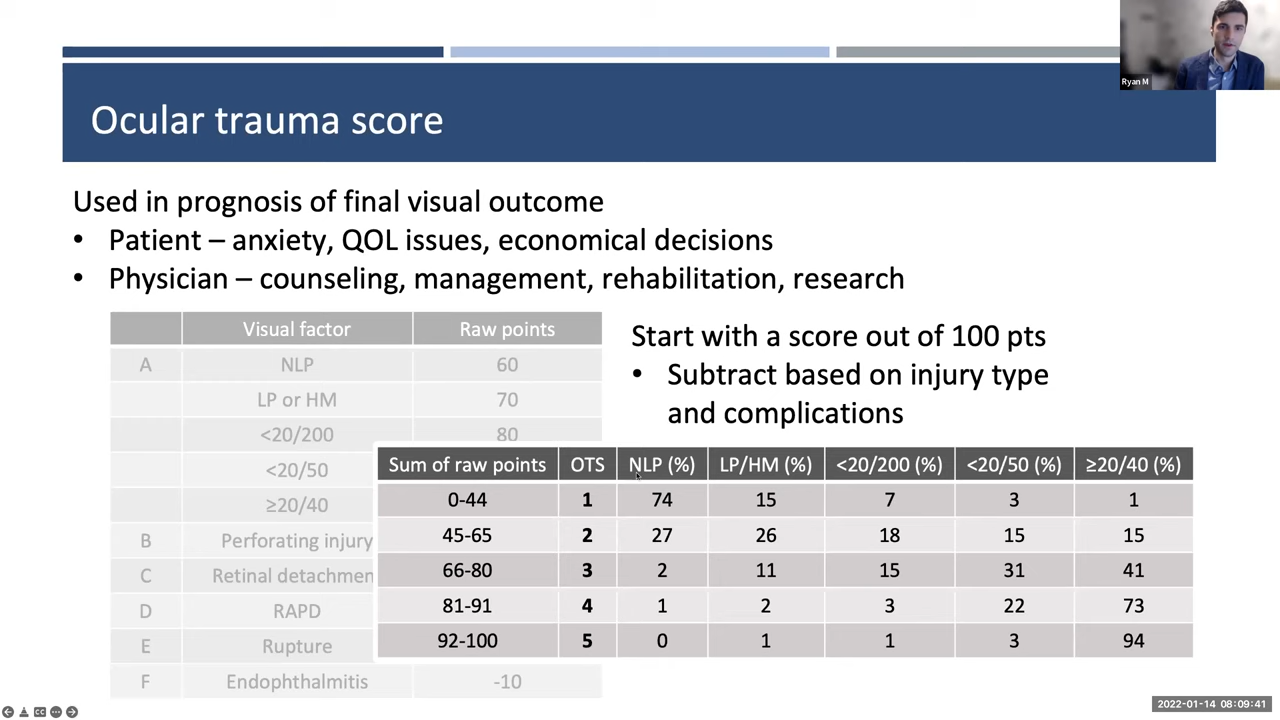 Ryan M
Ocular trauma score
Used in prognosis of final visual outcome
• Patient – anxiety, QOL issues, economical decisions
• Physician – counseling, management, rehabilitation, research
Visual factor Raw points
A NLP 60
LP or HM 70
<20/200 80
<20/50
≥20/40
B Perforating injury
C Retinal detachmen
D RAPD
E Rupture
F Endophthalmitis -10
Start with a score out of 100 pts
• Subtract based on injury type
and complications
Sum of raw points OTS NLP (%) LP/HM (%) <20/200 (%) <20/50 (%) ≥20/40 (%)
0-44 1 74 15 7 3 1
45-65 2 27 26 18 15 15
66-80 3 2 11 15 31 41
81-91 4 1 2 3 22 73
92-100 5 0 1 1 3 94
2022-01-14 08:09:41